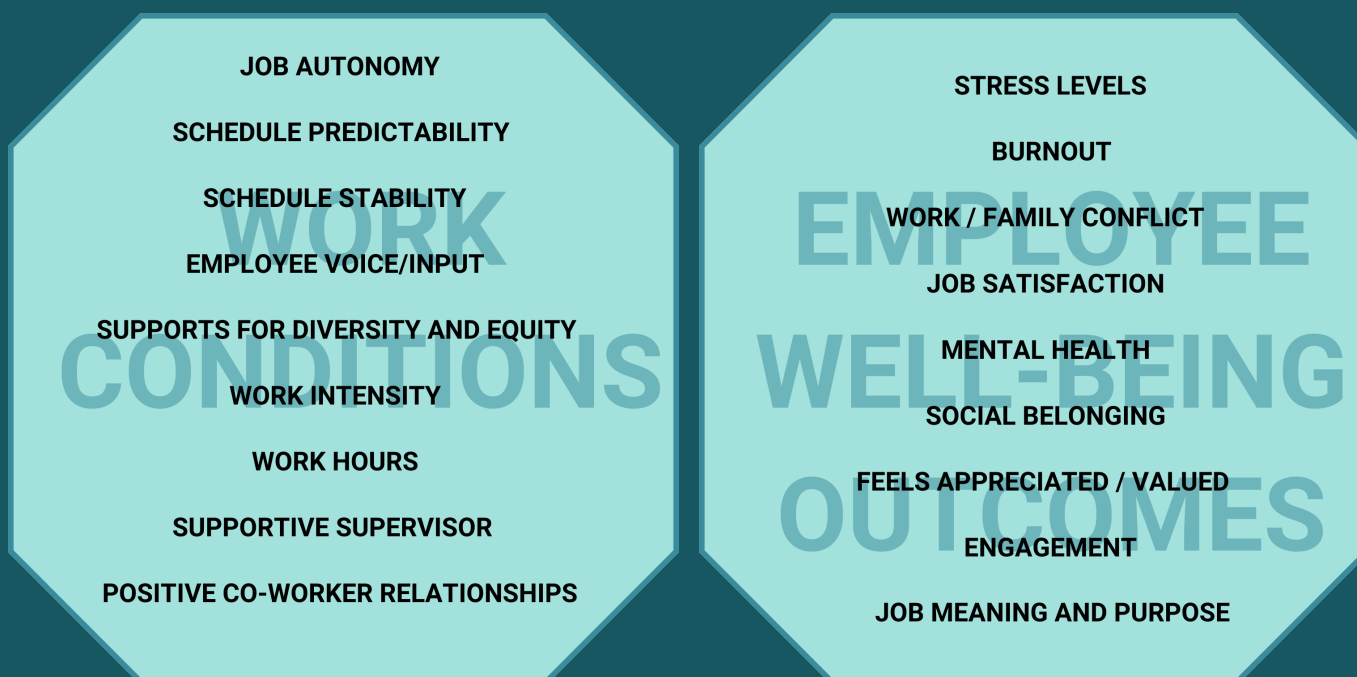 JOB AUTONOMY
SCHEDULE PREDICTABILITY
SCHEDULE STABILITY
WORK
EMPLOYEE VOICE/INPUT
SUPPORTS FOR DIVERSITY AND EQUITY
CONDITIONS
WORK INTENSITY
WORK HOURS
SUPPORTIVE SUPERVISOR
POSITIVE CO-WORKER RELATIONSHIPS
STRESS LEVELS
BURNOUT
WORK / FAMILY CONFLICT
EMPLOYEE
JOB SATISFACTION
MENTAL HEALTH
WELL-BEING
SOCIAL BELONGING
FEELS APPRECIATED / VALUED
OUTCOMES
ENGAGEMENT
JOB MEANING AND PURPOSE